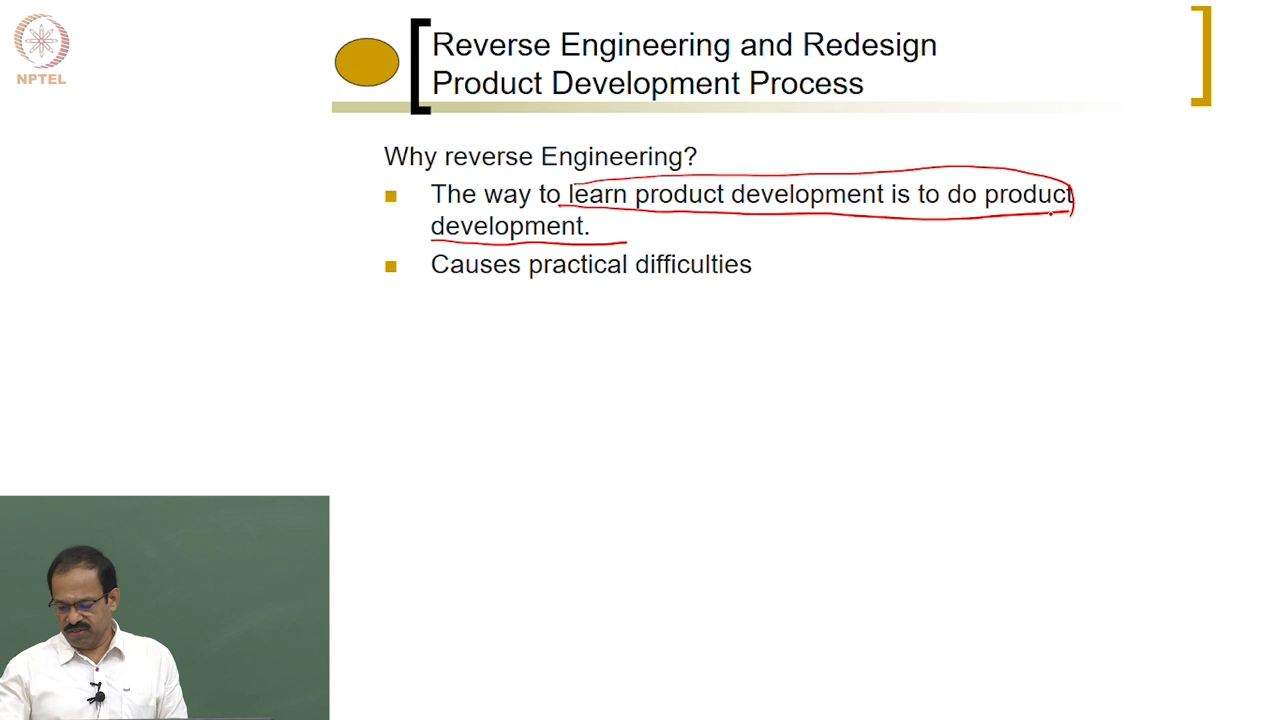 NPTEL
Reverse Engineering and Redesign
Product Development Process
Why reverse Engineering?
The way to learn product development is to do product
development.
Causes practical difficulties